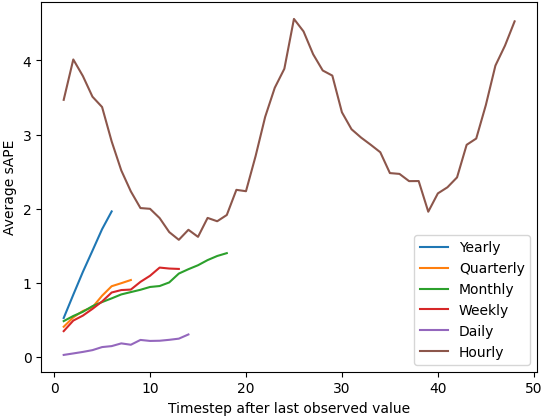 4
3
2
1
0
Average sAPE
0 10 20 30 40 50
Timestep after last observed value
Yearly
Quarterly
Monthly
Weekly
Daily
Hourly